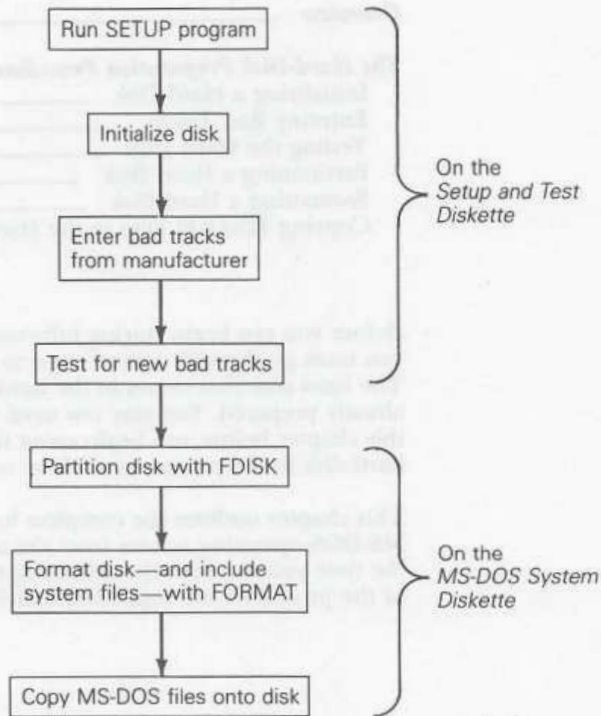 Run SETUP program
Initialize disk
Enter bad tracks
from manufacturer
Test for new bad tracks
On the
Setup and Test
Diskette
Partition disk with FDISK
Format disk—and include
system files—with FORMAT
Copy MS-DOS files onto disk
On the
MS-DOS System
Diskette